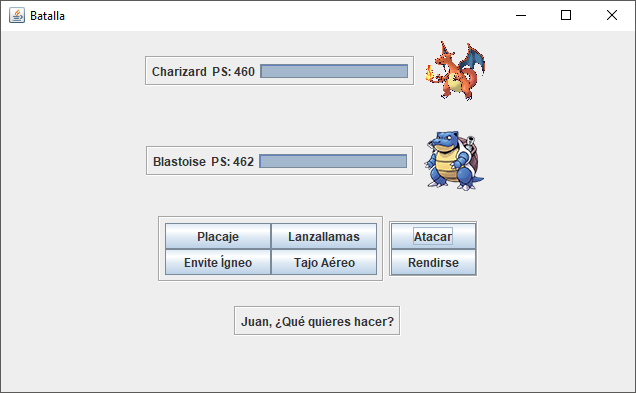 Batalla
Charizard PS: 460
Blastoise PS: 462
Placaje Lanzallamas Atacar
Envite Ígneo Tajo Aéreo Rendirse
Juan, ¿Qué quieres hacer?